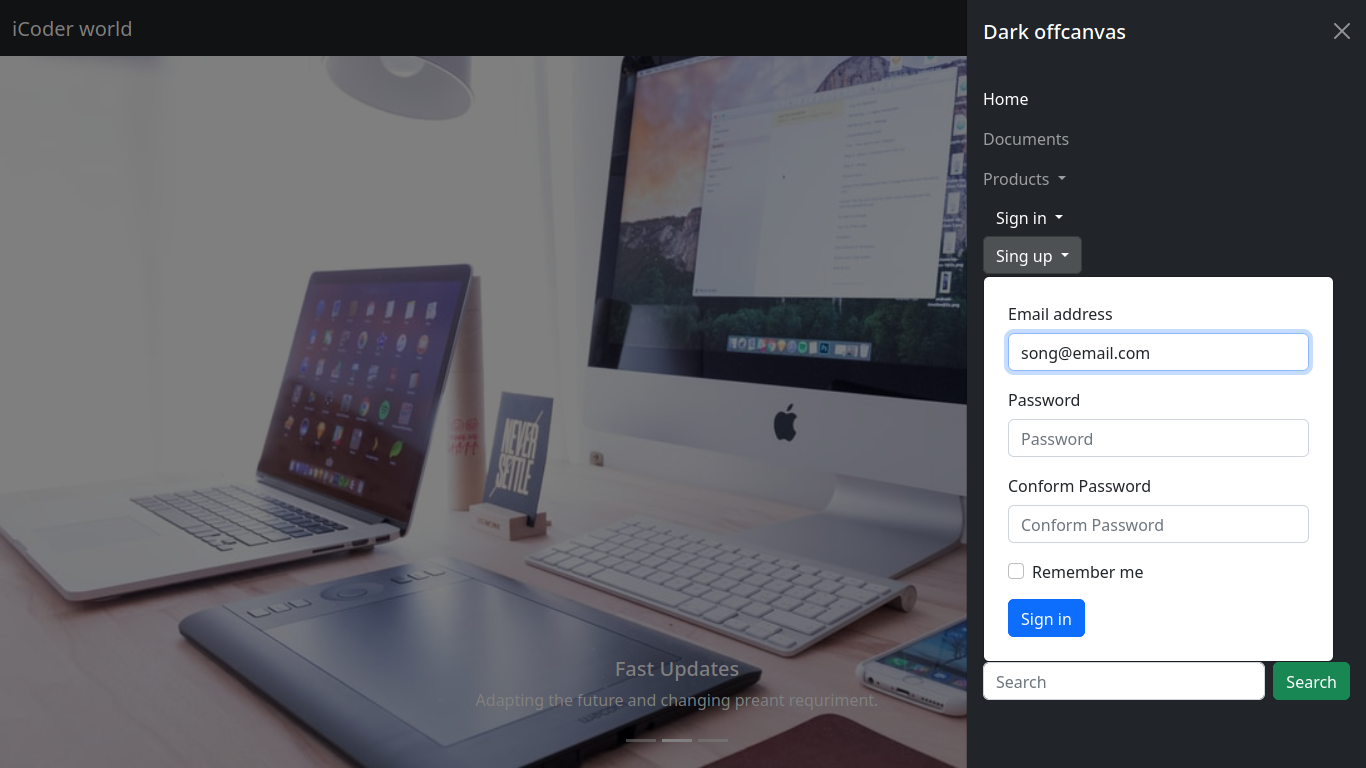 iCoder world
Dark offcanvas
Home
Documents
Products
Sign in
Sing up
Email address
song@email.com
Password
Password
Conform Password
Conform Password
Remember me
Sign in
Search
Search
NEVER
SETTLE
Fast Updates
Adapting the future and changing preant requriment.